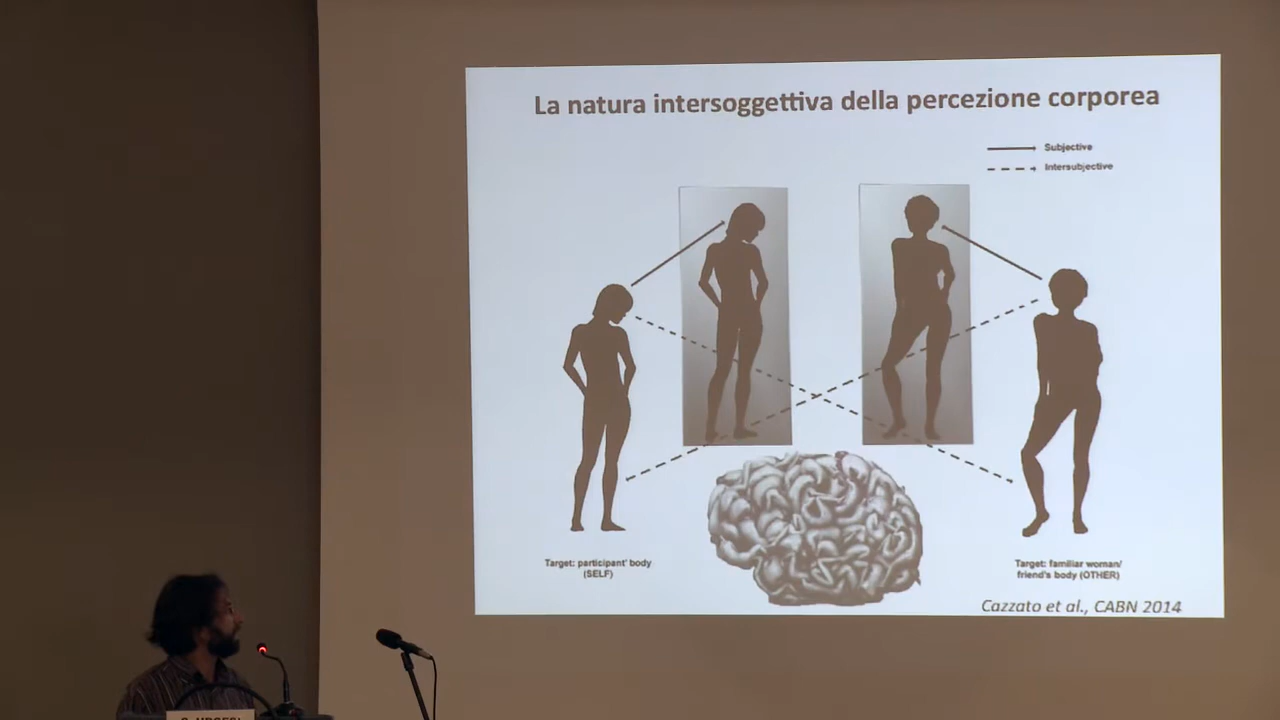 La natura intersoggettiva della percezione corporea
Subjective
Intersubjective
Target: participant' body
(SELF)
Target: familiar woman/
friend's body (OTHER)
Cazzato et al., CABN 2014